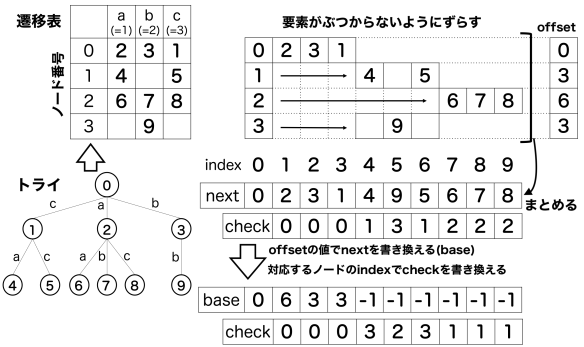 遷移表
a b c
(=1) (=2) (=3)
ノード番号
0 2 3 1
1 4 5
2 6 7 8
3 9
トライ
0
c a b
1 2 3
a c a b c b
4 5 6 7 8 9
要素がぶつからないようにずらす
offset
0 2 3 1 0
1 4 5 3
2 6 7 8 6
3 9 3
index 0 1 2 3 4 5 6 7 8 9
next 0 2 3 1 4 9 5 6 7 8
まとめる
check 0 0 0 1 3 1 2 2 2
offsetの値でnextを書き換える(base)
対応するノードのindexでcheckを書き換える
base 0 6 3 3 -1 -1 -1 -1 -1 -1
check 0 0 0 3 2 3 1 1 1